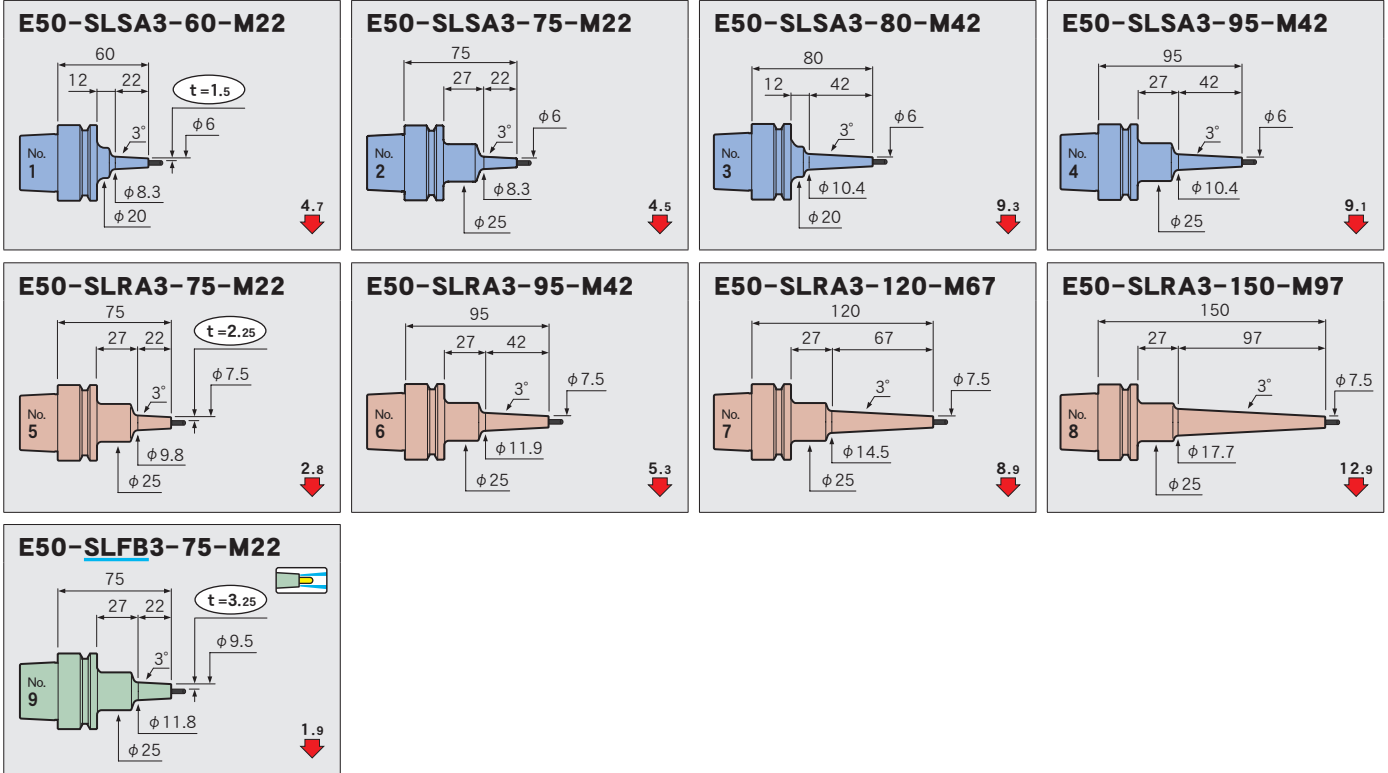 E50-SLSA3-60-M22
60
12 22
t=1.5
φ6
3°
No.
1
φ8.3
φ20
4.7
E50-SLSA3-75-M22
75
27 22
φ6
3°
No.
2
φ8.3
φ25
4.5
E50-SLSA3-80-M42
80
12 42
φ6
3°
No.
3
φ10.4
φ20
9.3
E50-SLSA3-95-M42
95
27 42
φ6
3°
No.
4
φ10.4
φ25
9.1
E50-SLRA3-75-M22
75
27 22
t=2.25
φ7.5
3°
No.
5
φ9.8
φ25
2.8
E50-SLRA3-95-M42
95
27 42
φ7.5
3°
No.
6
φ11.9
φ25
5.3
E50-SLRA3-120-M67
120
27 67
φ7.5
3°
No.
7
φ14.5
φ25
8.9
E50-SLRA3-150-M97
150
27 97
φ7.5
3°
No.
8
φ17.7
φ25
12.9
E50-SLFB3-75-M22
75
27 22
t=3.25
φ9.5
3°
No.
9
φ11.8
φ25
1.9